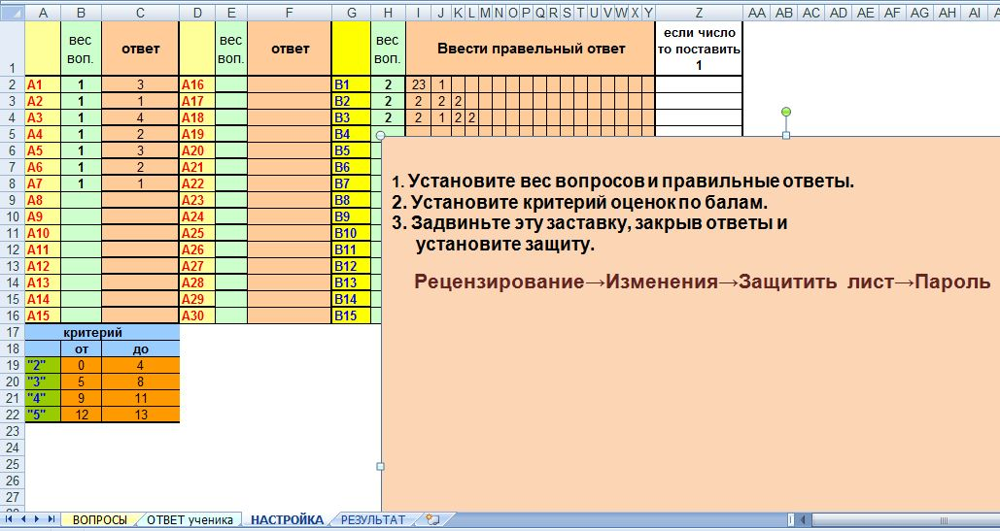 A B C D E F G H I J K L M N O P Q R S T U V W X Y Z AA AB AC AD AE AF AG AH AI
1 вес воп. ответ вес воп. ответ вес воп. Ввести правельный ответ если число то поставить 1
2 A1 1 3 A16 B1 2 23 1
3 A2 1 1 A17 B2 2 2 2 2
4 A3 1 4 A18 B3 2 2 1 2 2
5 A4 1 2 A19 B4
6 A5 1 3 A20 B5
7 A6 1 2 A21 B6
8 A7 1 1 A22 B7
9 A8 A23 B8
10 A9 A24 B9
11 A10 A25 B10
12 A11 A26 B11
13 A12 A27 B12
14 A13 A28 B13
15 A14 A29 B14
16 A15 A30 B15
1. Установите вес вопросов и правильные ответы.
2. Установите критерий оценок по балам.
3. Задвиньте эту заставку, закрыв ответы и
установите защиту.
Рецензирование→Изменения→Защитить лист→Пароль
17 критерий
18 от до
19 "2" 0 4
20 "3" 5 8
21 "4" 9 11
22 "5" 12 13
23
24
25
26
27
ВОПРОСЫ ОТВЕТ ученика НАСТРОЙКА РЕЗУЛЬТАТ